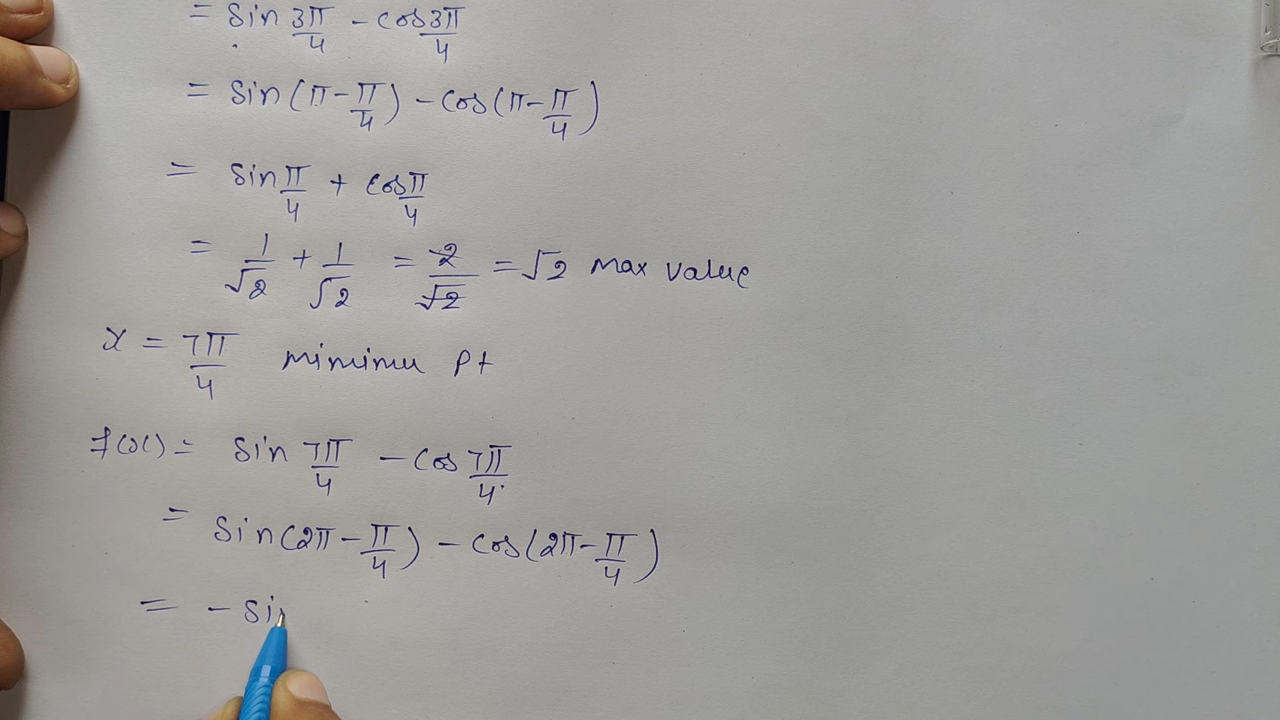 = sin 3π/4 - cos 3π/4
= sin(π - π/4) - cos(π - π/4)
= sin π/4 + cos π/4
= 1/√2 + 1/√2 = 2/√2 = √2 max value
x = 7π/4 minimu pt
f(x) = sin 7π/4 - cos 7π/4
= sin(2π - π/4) - cos(2π - π/4)
= - sin